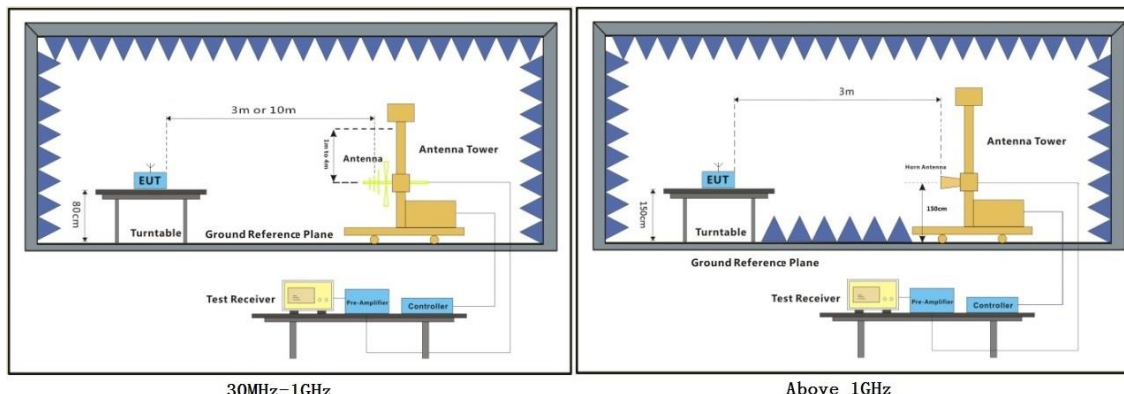 3m or 10m
1m to 4m
Antenna
Antenna Tower
EUT
80cm
Turntable
Ground Reference Plane
Test Receiver
Pre-Amplifier
Controller
30MHz-1GHz
3m
Antenna Tower
Horn Antenna
EUT
150cm
150cm
Turntable
Ground Reference Plane
Test Receiver
Pre-Amplifier
Controller
Above 1GHz